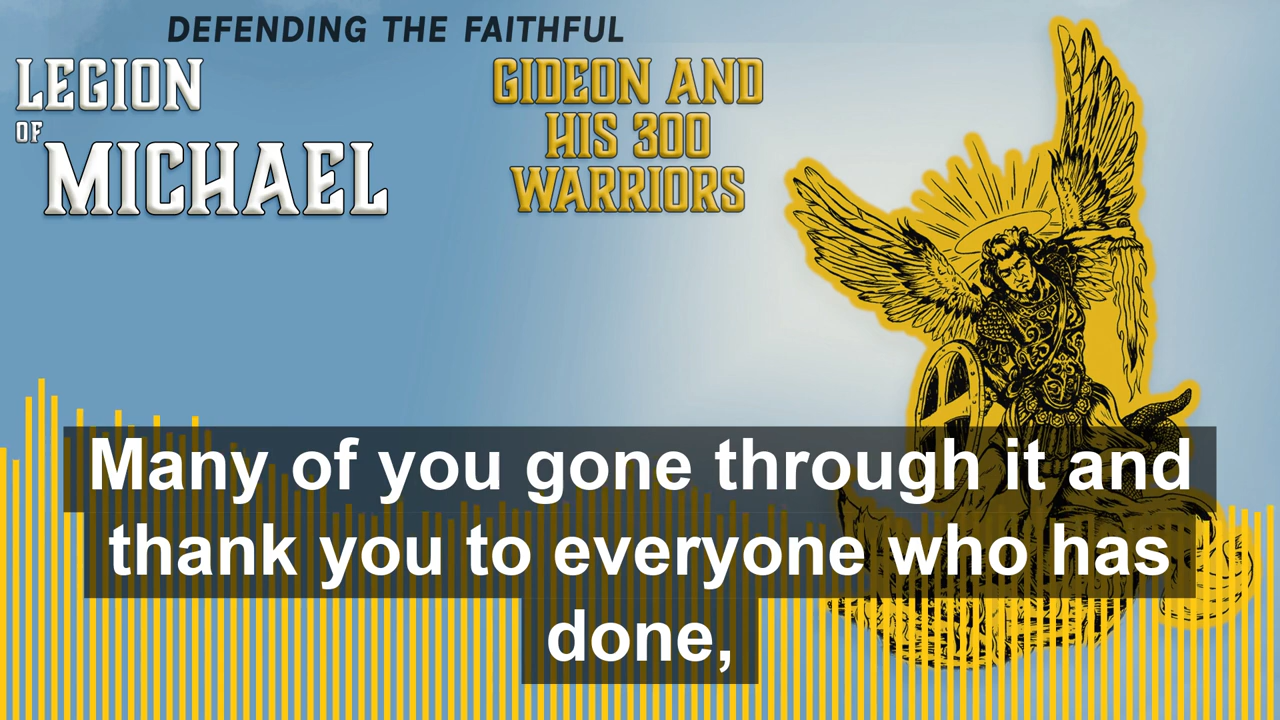 DEFENDING THE FAITHFUL
LEGION
OF
MICHAEL
GIDEON AND
HIS 300
WARRIORS
Many of you gone through it and
thank you to everyone who has
done,